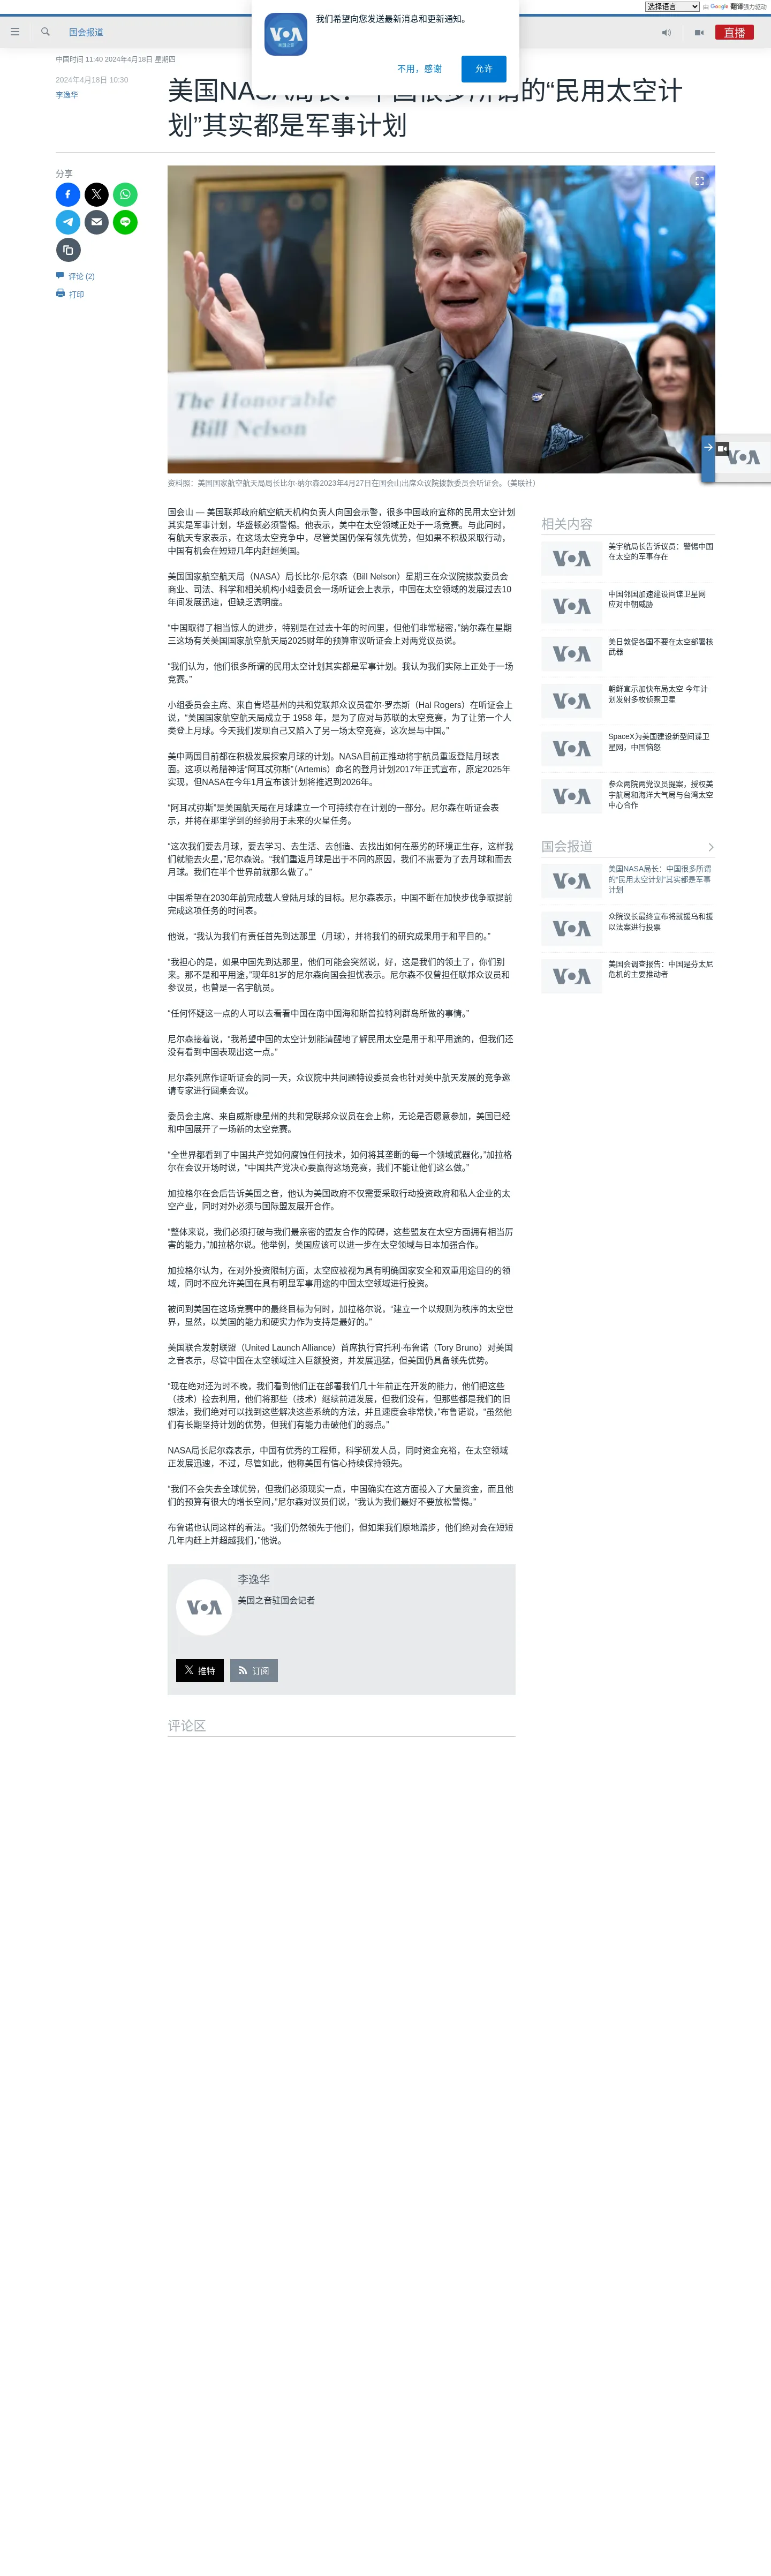 选择语言 由 Google 翻译强力驱动
我们希望向您发送最新消息和更新通知。
不用，感谢 允许
国会报道
直播
中国时间 11:40 2024年4月18日 星期四
2024年4月18日 10:30
李逸华
美国NASA局长：中国很多所谓的“民用太空计
划”其实都是军事计划
分享
评论 (2)
打印
The Honorable
Bill Nelson
资料照：美国国家航空航天局局长比尔·纳尔森2023年4月27日在国会山出席众议院拨款委员会听证会。（美联社）
国会山 — 美国联邦政府航空航天机构负责人向国会示警，很多中国政府宣称的民用太空计划
其实是军事计划，华盛顿必须警惕。他表示，美中在太空领域正处于一场竞赛。与此同时，
有航天专家表示，在这场太空竞争中，尽管美国仍保有领先优势，但如果不积极采取行动，
中国有机会在短短几年内赶超美国。
美国国家航空航天局（NASA）局长比尔·尼尔森（Bill Nelson）星期三在众议院拨款委员会
商业、司法、科学和相关机构小组委员会一场听证会上表示，中国在太空领域的发展过去10
年间发展迅速，但缺乏透明度。
“中国取得了相当惊人的进步，特别是在过去十年的时间里，但他们非常秘密，”纳尔森在星期
三这场有关美国国家航空航天局2025财年的预算审议听证会上对两党议员说。
“我们认为，他们很多所谓的民用太空计划其实都是军事计划。我认为我们实际上正处于一场
竞赛。”
小组委员会主席、来自肯塔基州的共和党联邦众议员霍尔·罗杰斯（Hal Rogers）在听证会上
说，“美国国家航空航天局成立于 1958 年，是为了应对与苏联的太空竞赛，为了让第一个人
类登上月球。今天我们发现自己又陷入了另一场太空竞赛，这次是与中国。”
美中两国目前都在积极发展探索月球的计划。NASA目前正推动将宇航员重返登陆月球表
面。这项以希腊神话“阿耳忒弥斯”（Artemis）命名的登月计划2017年正式宣布，原定2025年
实现，但NASA在今年1月宣布该计划将推迟到2026年。
“阿耳忒弥斯”是美国航天局在月球建立一个可持续存在计划的一部分。尼尔森在听证会表
示，并将在那里学到的经验用于未来的火星任务。
“这次我们要去月球，要去学习、去生活、去创造、去找出如何在恶劣的环境正生存，这样我
们就能去火星，”尼尔森说。“我们重返月球是出于不同的原因，我们不需要为了去月球和而去
月球。我们在半个世界前就那么做了。”
中国希望在2030年前完成载人登陆月球的目标。尼尔森表示，中国不断在加快步伐争取提前
完成这项任务的时间表。
他说，“我认为我们有责任首先到达那里（月球），并将我们的研究成果用于和平目的。”
“我担心的是，如果中国先到达那里，他们可能会突然说，好，这是我们的领土了，你们别
来。那不是和平用途，”现年81岁的尼尔森向国会担忧表示。尼尔森不仅曾担任联邦众议员和
参议员，也曾是一名宇航员。
“任何怀疑这一点的人可以去看看中国在南中国海和斯普拉特利群岛所做的事情。”
尼尔森接着说，“我希望中国的太空计划能清醒地了解民用太空是用于和平用途的，但我们还
没有看到中国表现出这一点。”
尼尔森列席作证听证会的同一天，众议院中共问题特设委员会也针对美中航天发展的竞争邀
请专家进行圆桌会议。
委员会主席、来自威斯康星州的共和党联邦众议员在会上称，无论是否愿意参加，美国已经
和中国展开了一场新的太空竞赛。
“全世界都看到了中国共产党如何腐蚀任何技术，如何将其垄断的每一个领域武器化，”加拉格
尔在会议开场时说，“中国共产党决心要赢得这场竞赛，我们不能让他们这么做。”
加拉格尔在会后告诉美国之音，他认为美国政府不仅需要采取行动投资政府和私人企业的太
空产业，同时对外必须与国际盟友展开合作。
“整体来说，我们必须打破与我们最亲密的盟友合作的障碍，这些盟友在太空方面拥有相当厉
害的能力，”加拉格尔说。他举例，美国应该可以进一步在太空领域与日本加强合作。
加拉格尔认为，在对外投资限制方面，太空应被视为具有明确国家安全和双重用途目的的领
域，同时不应允许美国在具有明显军事用途的中国太空领域进行投资。
被问到美国在这场竞赛中的最终目标为何时，加拉格尔说，“建立一个以规则为秩序的太空世
界，显然，以美国的能力和硬实力作为支持是最好的。”
美国联合发射联盟（United Launch Alliance）首席执行官托利·布鲁诺（Tory Bruno）对美国
之音表示，尽管中国在太空领域注入巨额投资，并发展迅猛，但美国仍具备领先优势。
“现在绝对还为时不晚，我们看到他们正在部署我们几十年前正在开发的能力，他们把这些
（技术）捡去利用，他们将那些（技术）继续前进发展，但我们没有，但那些都是我们的旧
想法，我们绝对可以找到这些解决这些系统的方法，并且速度会非常快，”布鲁诺说，“虽然他
们有长期坚持计划的优势，但我们有能力击破他们的弱点。”
NASA局长尼尔森表示，中国有优秀的工程师，科学研发人员，同时资金充裕，在太空领域
正发展迅速，不过，尽管如此，他称美国有信心持续保持领先。
“我们不会失去全球优势，但我们必须现实一点，中国确实在这方面投入了大量资金，而且他
们的预算有很大的增长空间，”尼尔森对议员们说，“我认为我们最好不要放松警惕。”
布鲁诺也认同这样的看法。“我们仍然领先于他们，但如果我们原地踏步，他们绝对会在短短
几年内赶上并超越我们，”他说。
李逸华
美国之音驻国会记者
推特 订阅
评论区
相关内容
美宇航局长告诉议员：警惕中国
在太空的军事存在
中国邻国加速建设间谍卫星网
应对中朝威胁
美日敦促各国不要在太空部署核
武器
朝鲜宣示加快布局太空 今年计
划发射多枚侦察卫星
SpaceX为美国建设新型间谍卫
星网，中国恼怒
参众两院两党议员提案，授权美
宇航局和海洋大气局与台湾太空
中心合作
国会报道
美国NASA局长：中国很多所谓
的“民用太空计划”其实都是军事
计划
众院议长最终宣布将就援乌和援
以法案进行投票
美国会调查报告：中国是芬太尼
危机的主要推动者